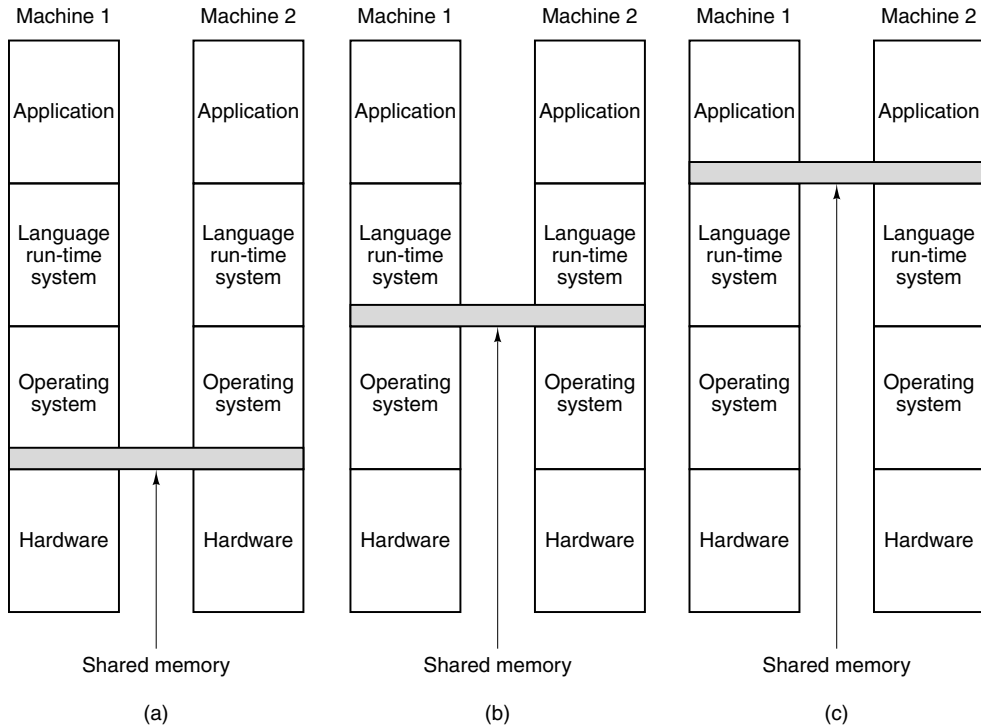 Machine 1 Machine 2 Machine 1 Machine 2 Machine 1 Machine 2
Application Application Application Application Application Application
Language Language Language Language Language Language
run-time run-time run-time run-time run-time run-time
system system system system system system
Operating Operating Operating Operating Operating Operating
system system system system system system
Hardware Hardware Hardware Hardware Hardware Hardware
Shared memory Shared memory Shared memory
(a) (b) (c)